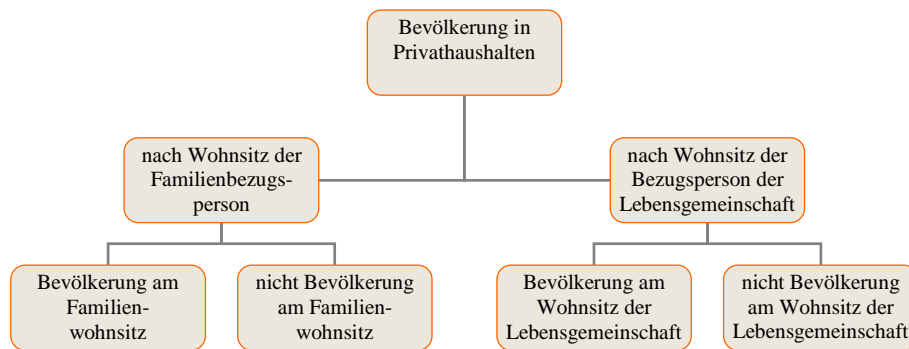 Bevölkerung in
Privathaushalten
nach Wohnsitz der
Familienbezugs-
person
nach Wohnsitz der
Bezugsperson der
Lebensgemeinschaft
Bevölkerung am
Familien-
wohnsitz
nicht Bevölkerung
am Familien-
wohnsitz
Bevölkerung am
Wohnsitz der
Lebensgemeinschaft
nicht Bevölkerung
am Wohnsitz der
Lebensgemeinschaft